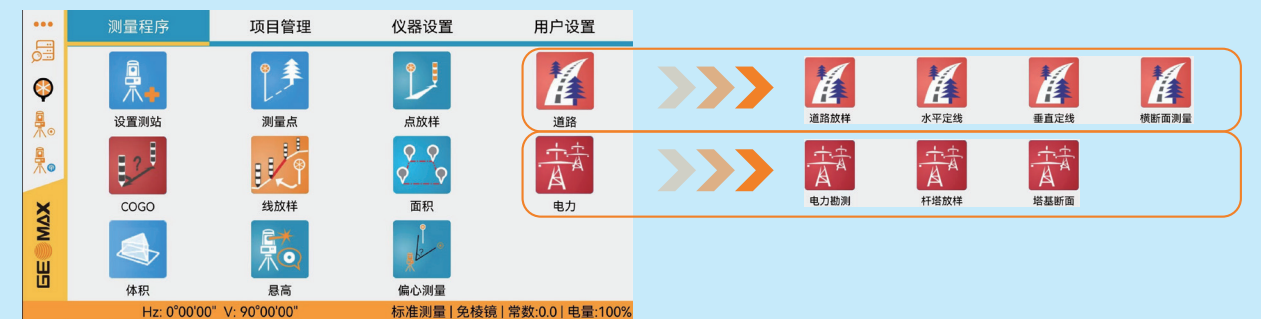 测量程序 项目管理 仪器设置 用户设置
设置测站 测量点 点放样 道路 道路放样 水平定线 垂直定线 横断面测量
? 
COGO 线放样 面积 电力 电力勘测 杆塔放样 塔基断面
GEOMAX
体积 悬高 偏心测量
Hz: 0°00'00" V: 90°00'00" 标准测量 | 免棱镜 | 常数:0.0 | 电量:100%